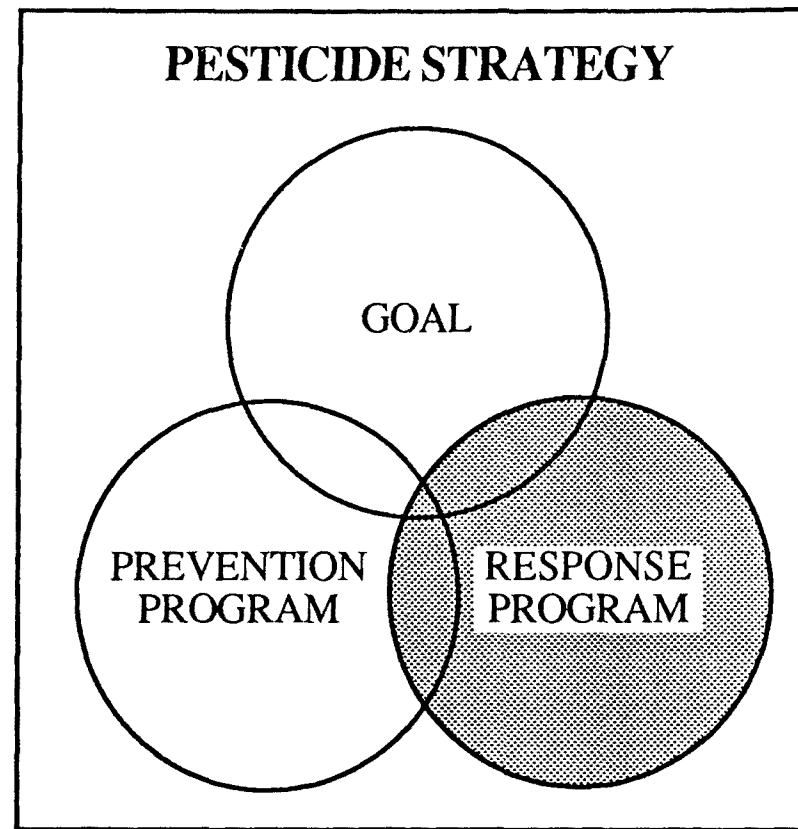 PESTICIDE STRATEGY
GOAL
PREVENTION
PROGRAM
RESPONSE
PROGRAM